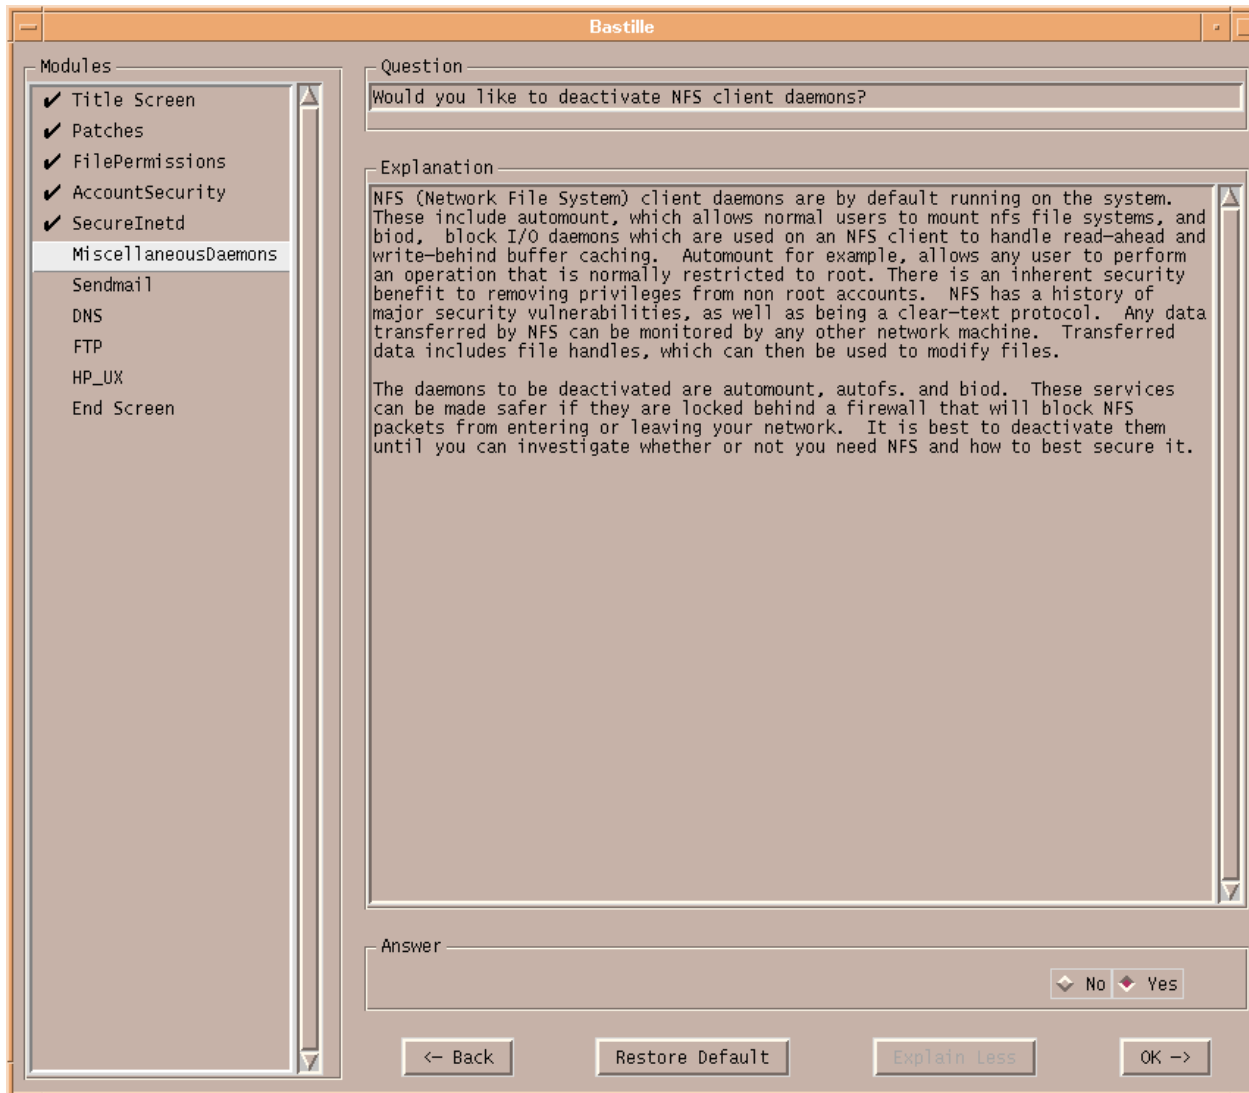 Bastille
Modules
✔ Title Screen
✔ Patches
✔ FilePermissions
✔ AccountSecurity
✔ SecureInetd
MiscellaneousDaemons
Sendmail
DNS
FTP
HP_UX
End Screen
Question
Would you like to deactivate NFS client daemons?
Explanation
NFS (Network File System) client daemons are by default running on the system.
These include automount, which allows normal users to mount nfs file systems, and
biod,  block I/O daemons which are used on an NFS client to handle read-ahead and
write-behind buffer caching.  Automount for example, allows any user to perform
an operation that is normally restricted to root. There is an inherent security
benefit to removing privileges from non root accounts.  NFS has a history of
major security vulnerabilities, as well as being a clear-text protocol.  Any data
transferred by NFS can be monitored by any other network machine.  Transferred
data includes file handles, which can then be used to modify files.
The daemons to be deactivated are automount, autofs. and biod.  These services
can be made safer if they are locked behind a firewall that will block NFS
packets from entering or leaving your network.  It is best to deactivate them
until you can investigate whether or not you need NFS and how to best secure it.
Answer
No Yes
<- Back Restore Default Explain Less OK ->